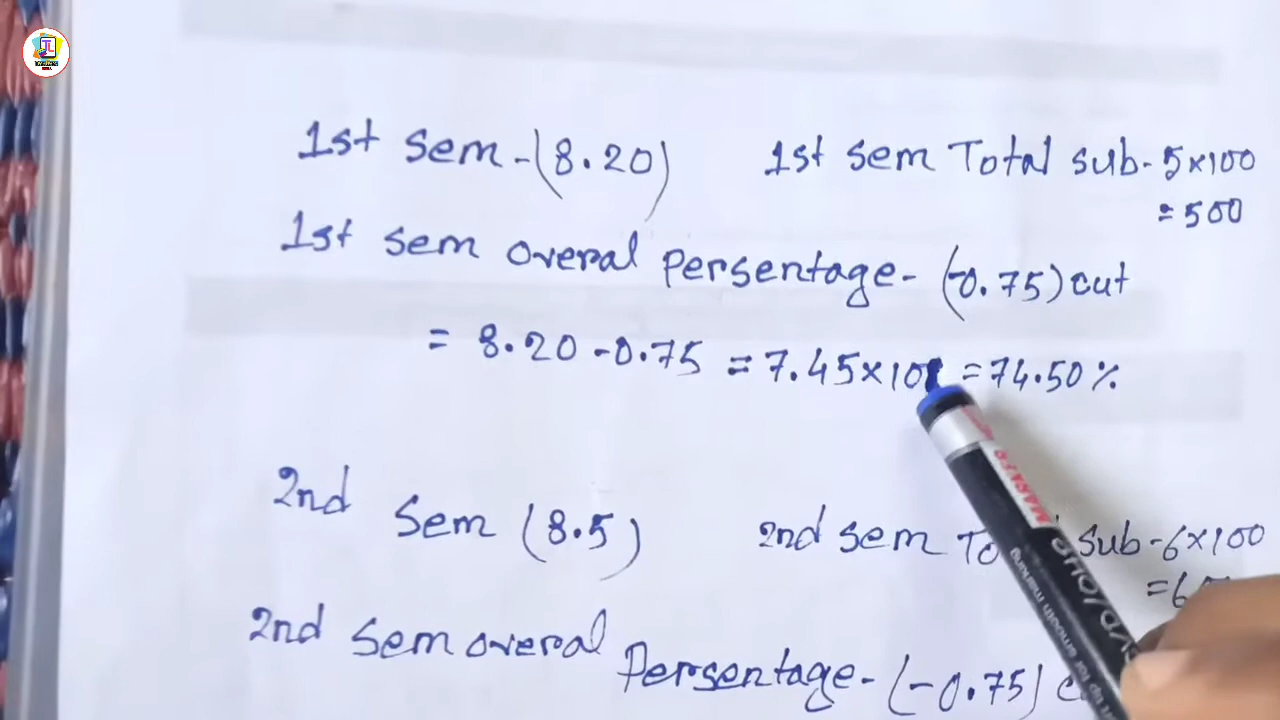 1st sem-(8.20) 1st sem Total sub-5×100
=500
1st sem overal persentage-(-0.75)cut
= 8.20-0.75 =7.45×10 =74.50%
2nd sem (8.5) 2nd sem sub-6×100
2nd sem overal persentage-(-0.75)
MARKER